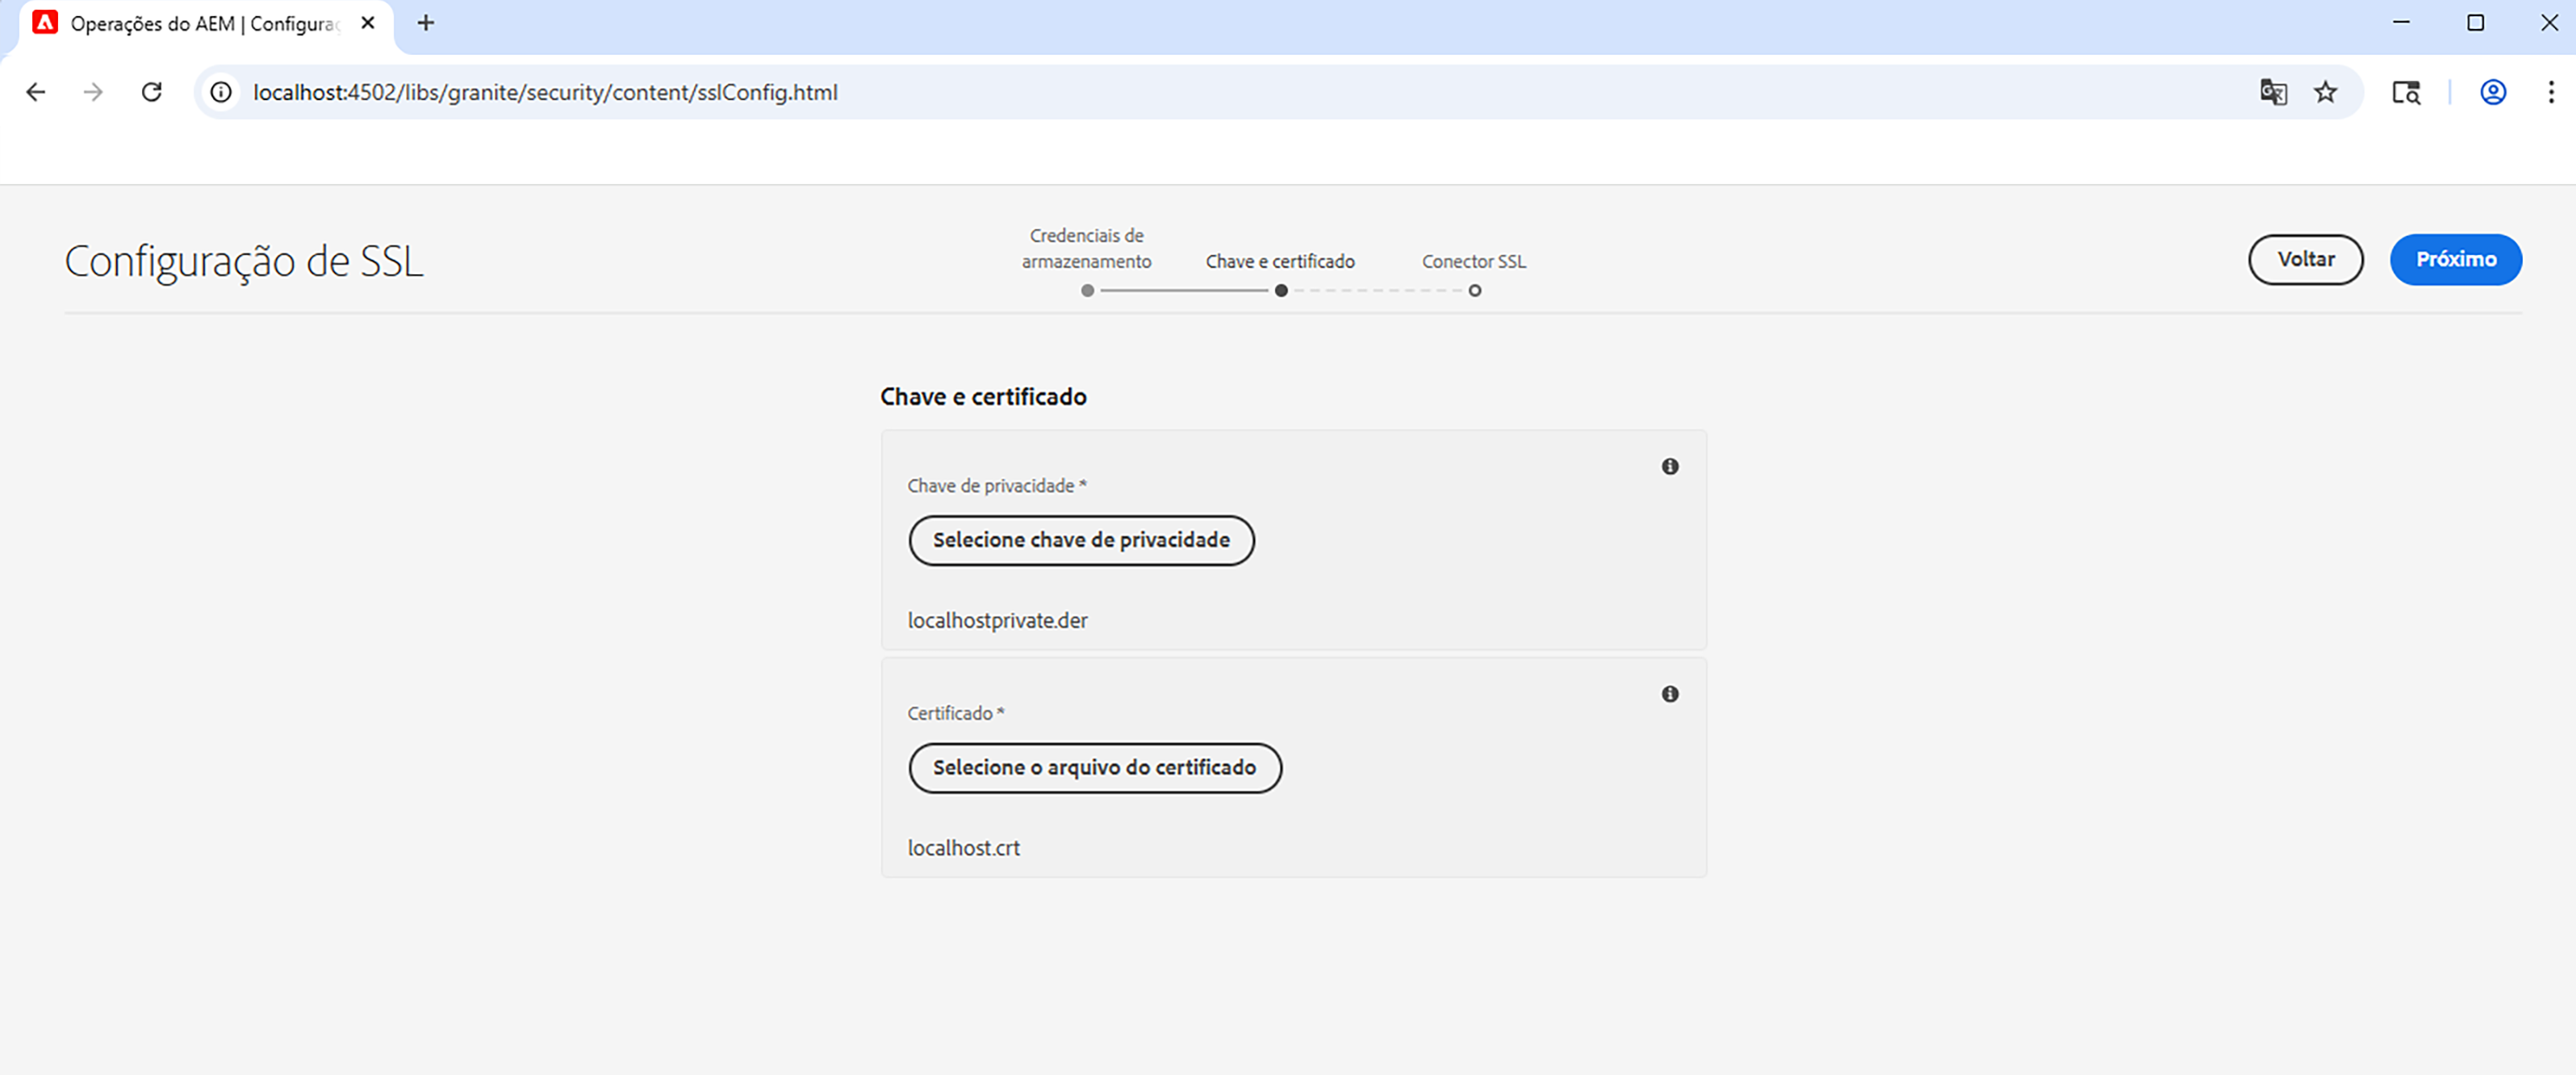 Operações do AEM | Configura
localhost:4502/libs/granite/security/content/sslConfig.html
Configuração de SSL
Credenciais de
armazenamento
Chave e certificado
Conector SSL
Voltar
Próximo
Chave e certificado
Chave de privacidade *
Selecione chave de privacidade
localhostprivate.der
Certificado *
Selecione o arquivo do certificado
localhost.crt